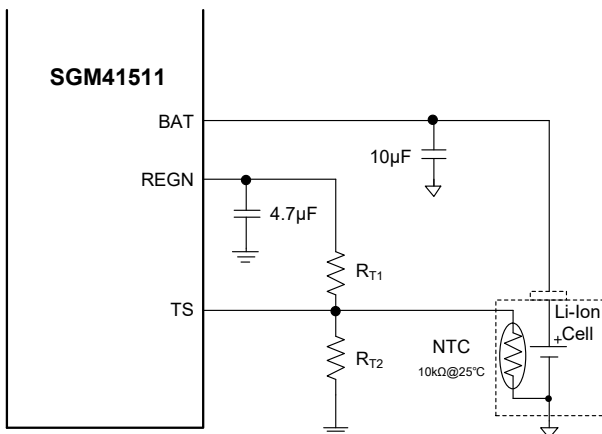 SGM41511
BAT
10µF
REGN
4.7µF
RT1
TS
Li-Ion
Cell
+
RT2
NTC
10kΩ@25℃